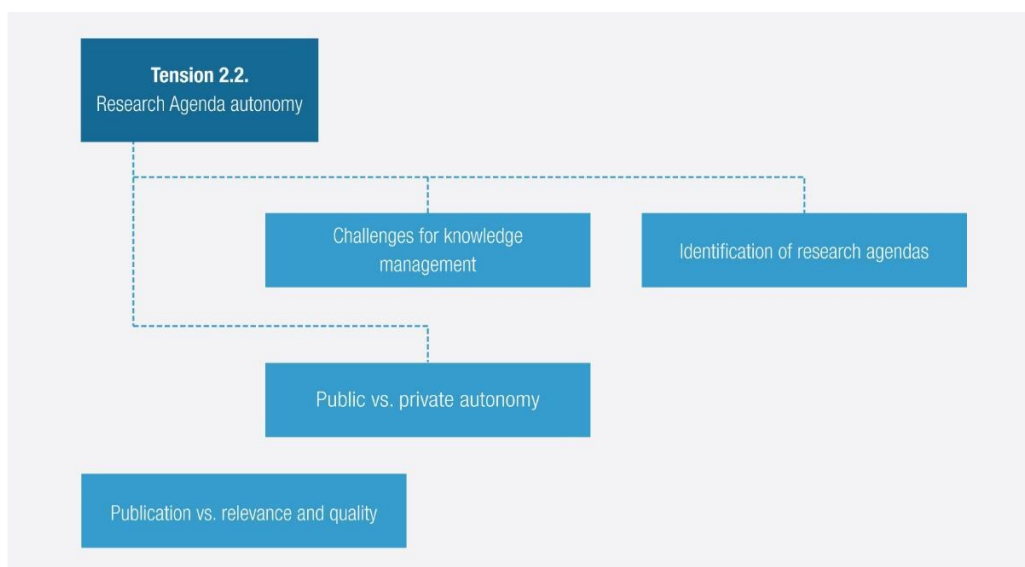 Tension 2.2.
Research Agenda autonomy
Challenges for knowledge
management
Identification of research agendas
Public vs. private autonomy
Publication vs. relevance and quality